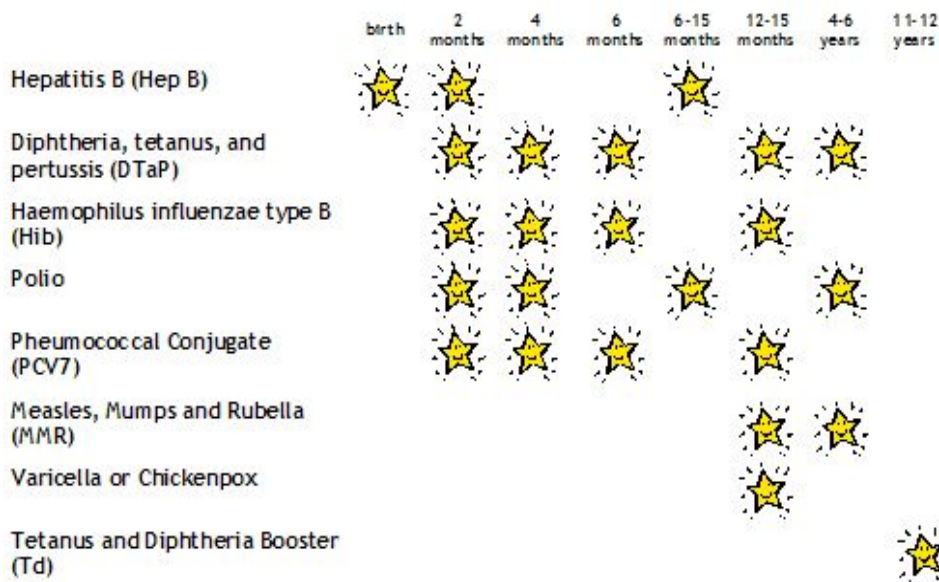 birth 2 months 4 months 6 months 6-15 months 12-15 months 4-6 years 11-12 years
Hepatitis B (Hep B)
Diphtheria, tetanus, and
pertussis (DTaP)
Haemophilus influenzae type B
(Hib)
Polio
Pheumococcal Conjugate
(PCV7)
Measles, Mumps and Rubella
(MMR)
Varicella or Chickenpox
Tetanus and Diphtheria Booster
(Td)